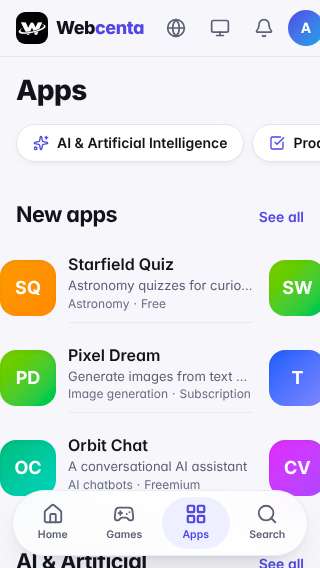 Webcenta
A
Apps
AI & Artificial Intelligence
New apps
See all
SQ
Starfield Quiz
Astronomy quizzes for curio...
Astronomy · Free
SW
PD
Pixel Dream
Generate images from text ...
Image generation · Subscription
T
OC
Orbit Chat
A conversational AI assistant
AI chatbots · Freemium
CV
Home
Games
Apps
Search
AI & Artificial
See all